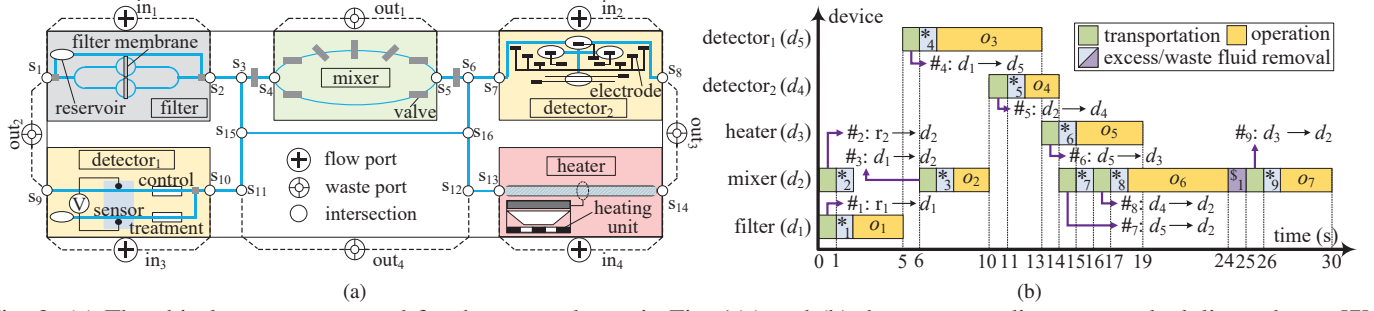 in1
out1
in2
filter membrane
reservoir
filter
mixer
valve
electrode
detector2
s1
s2
s3
s4
s5
s6
s7
s8
out2
out3
s15
s16
flow port
waste port
intersection
detector1
control
sensor
V
treatment
s9
s10
s11
s12
s13
s14
heater
heating
unit
in3
out4
in4
(a)
device
detector1 (d5)
detector2 (d4)
heater (d3)
mixer (d2)
filter (d1)
transportation
operation
excess/waste fluid removal
*4
o3
#4: d1 → d5
*5
o4
#5: d2 → d4
#2: r2 → d2
#3: d1 → d2
*6
o5
#6: d5 → d3
#9: d3 → d2
*2
*3
o2
*7
*8
o6
$1
*9
o7
#1: r1 → d1
*1
o1
#8: d4 → d2
#7: d5 → d2
time (s)
0 1 5 6 10 11 13 14 15 16 17 19 24 25 26 30
(b)